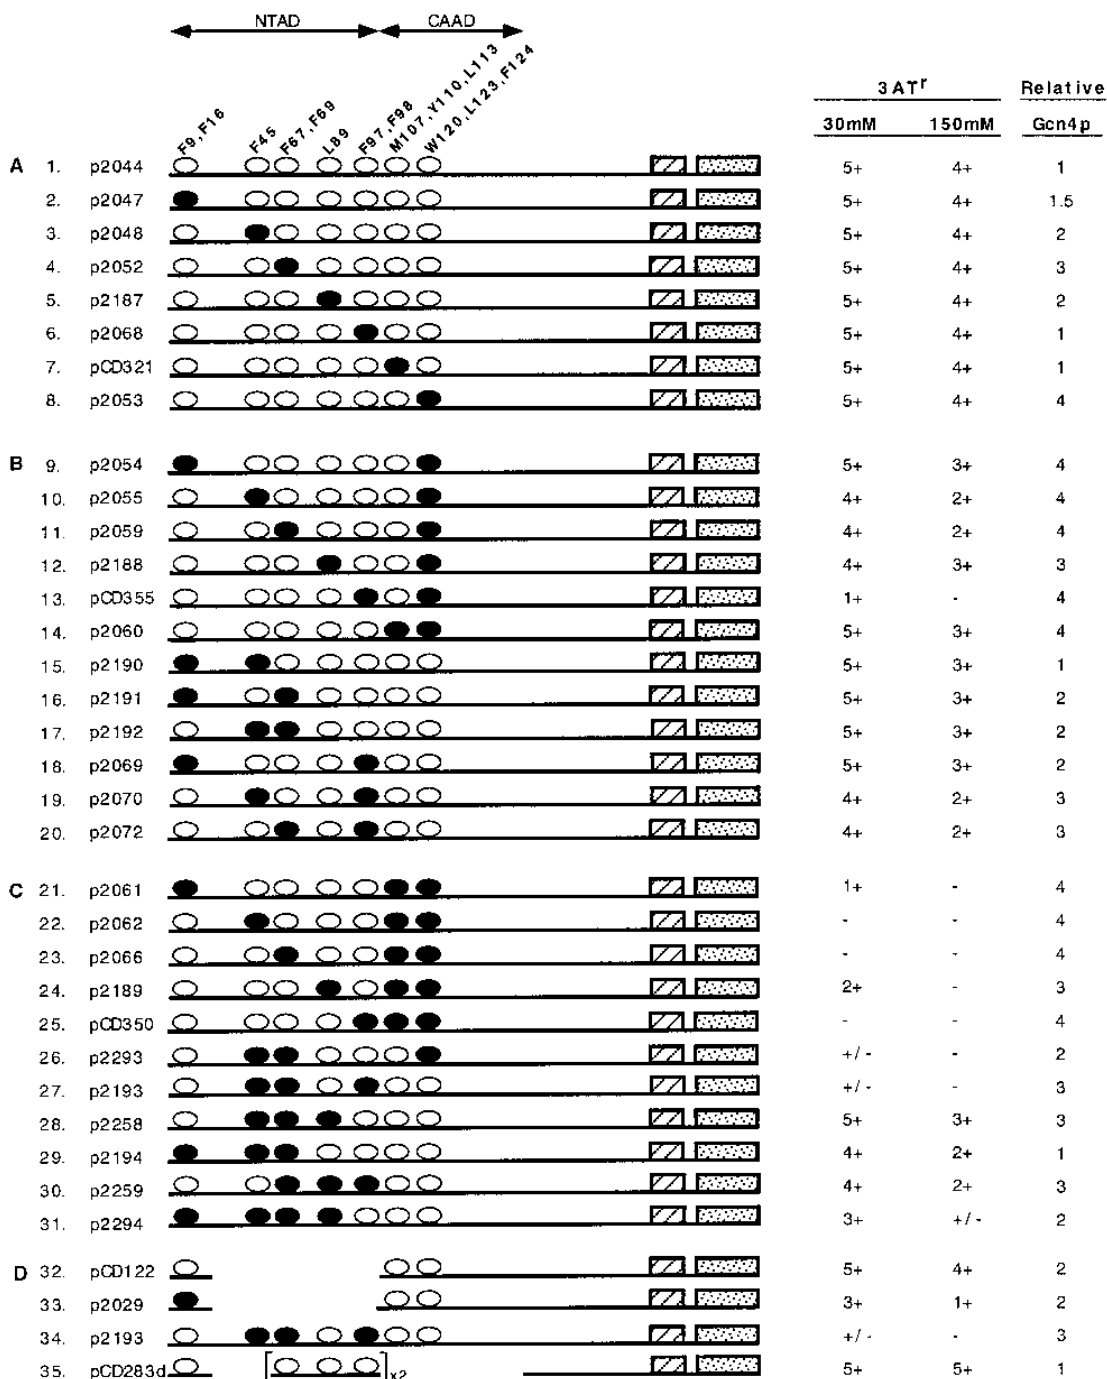 NTAD CAAD
F9,F16 F45 F67,F69 L89 F97,F98 M107,Y110,L113 W120,L123,F124
3ATr Relative
30mM 150mM Gcn4p
A 1. p2044 5+ 4+ 1
2. p2047 5+ 4+ 1.5
3. p2048 5+ 4+ 2
4. p2052 5+ 4+ 3
5. p2187 5+ 4+ 2
6. p2068 5+ 4+ 1
7. pCD321 5+ 4+ 1
8. p2053 5+ 4+ 4
B 9. p2054 5+ 3+ 4
10. p2055 4+ 2+ 4
11. p2059 4+ 2+ 4
12. p2188 4+ 3+ 3
13. pCD355 1+ - 4
14. p2060 5+ 3+ 4
15. p2190 5+ 3+ 1
16. p2191 5+ 3+ 2
17. p2192 5+ 3+ 2
18. p2069 5+ 3+ 2
19. p2070 4+ 2+ 3
20. p2072 4+ 2+ 3
C 21. p2061 1+ - 4
22. p2062 - - 4
23. p2066 - - 4
24. p2189 2+ - 3
25. pCD350 - - 4
26. p2293 +/- - 2
27. p2193 +/- - 3
28. p2258 5+ 3+ 3
29. p2194 4+ 2+ 1
30. p2259 4+ 2+ 3
31. p2294 3+ +/- 2
D 32. pCD122 5+ 4+ 2
33. p2029 3+ 1+ 2
34. p2193 +/- - 3
35. pCD283d x2 5+ 5+ 1